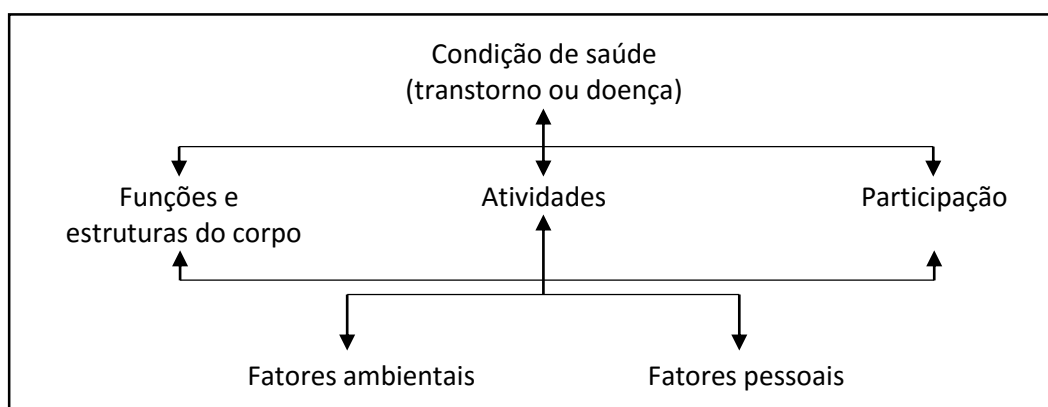 Condição de saúde
(transtorno ou doença)
Funções e
estruturas do corpo
Atividades
Participação
Fatores ambientais
Fatores pessoais